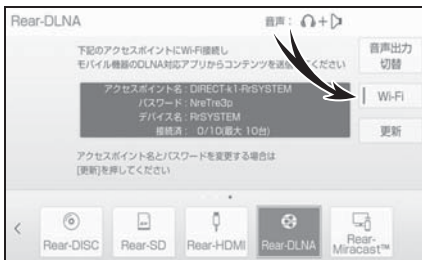 Rear-DLNA
音声： +
下記のアクセスポイントにWi-Fi接続し
モバイル機器のDLNA対応アプリからコンテンツを送ください
音声出力
切替
アクセスポイント名 : DIRECT-k1-RrSYSTEM
パスワード : NreTre3p
デバイス名 : RrSYSTEM
接続済 : 0/10(最大 10台)
Wi-Fi
更新
アクセスポイント名とパスワードを変更する場合は
[更新]を押してください
Rear-DISC
Rear-SD
Rear-HDMI
Rear-DLNA
Rear-
Miracast™